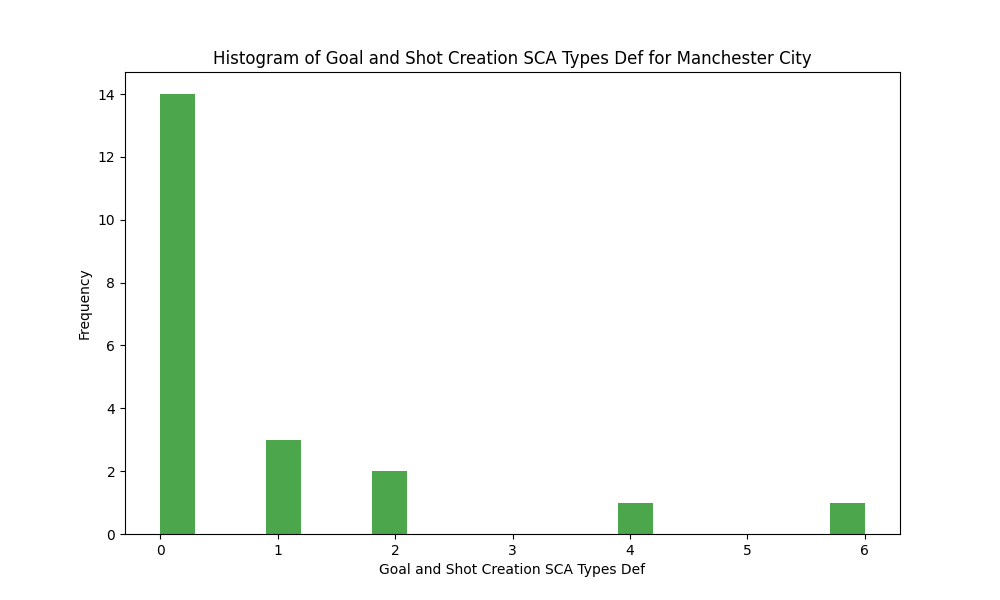 Histogram of Goal and Shot Creation SCA Types Def for Manchester City
14
12
10
8
6
4
2
0
Frequency
0 1 2 3 4 5 6
Goal and Shot Creation SCA Types Def